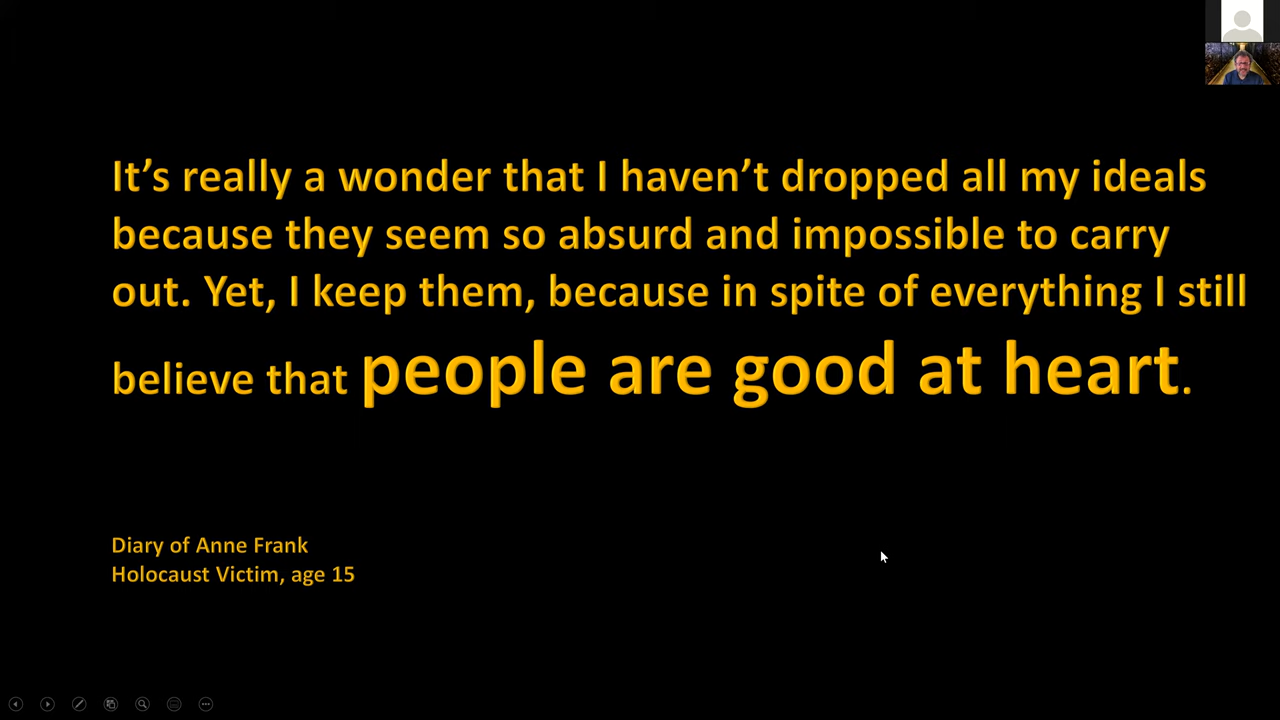 It’s really a wonder that I haven’t dropped all my ideals
because they seem so absurd and impossible to carry
out. Yet, I keep them, because in spite of everything I still
believe that people are good at heart.
Diary of Anne Frank
Holocaust Victim, age 15